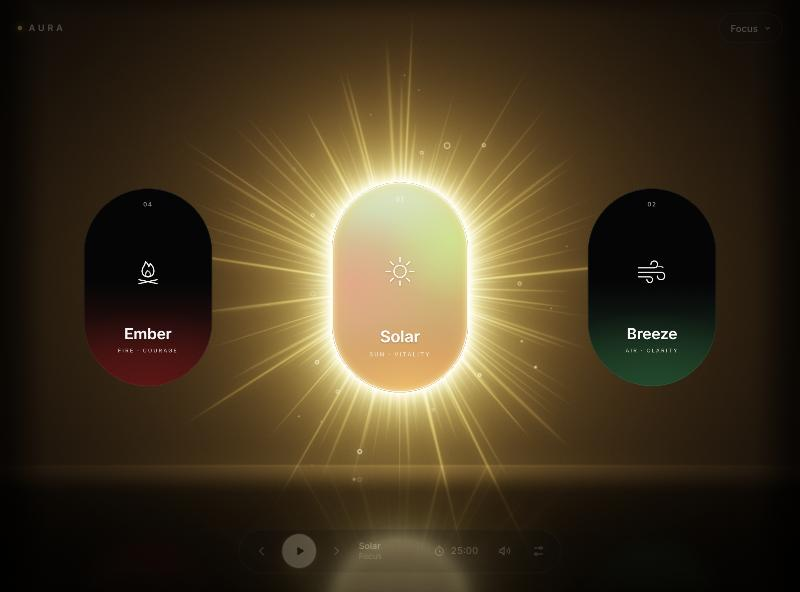 AURA
Focus
04
01
02
Ember
FIRE · COURAGE
Solar
SUN · VITALITY
Breeze
AIR · CLARITY
Solar
Focus
25:00